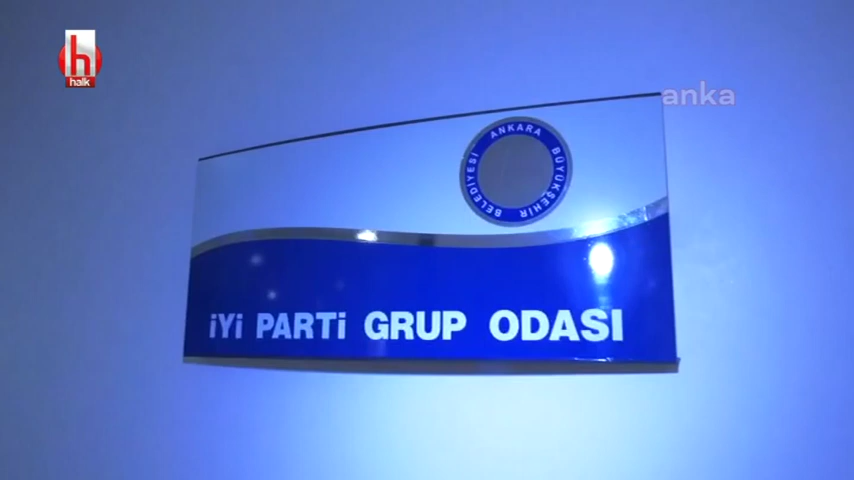 h
halk
anka
ANKARA BÜYÜKŞEHİR BELEDİYESİ
İYİ PARTİ GRUP ODASI